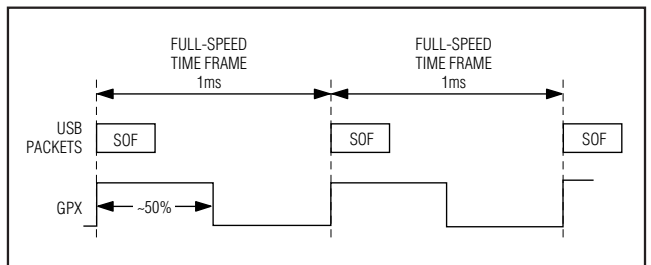 FULL-SPEED
TIME FRAME
1ms
FULL-SPEED
TIME FRAME
1ms
USB
PACKETS
SOF
SOF
SOF
GPX
~50%